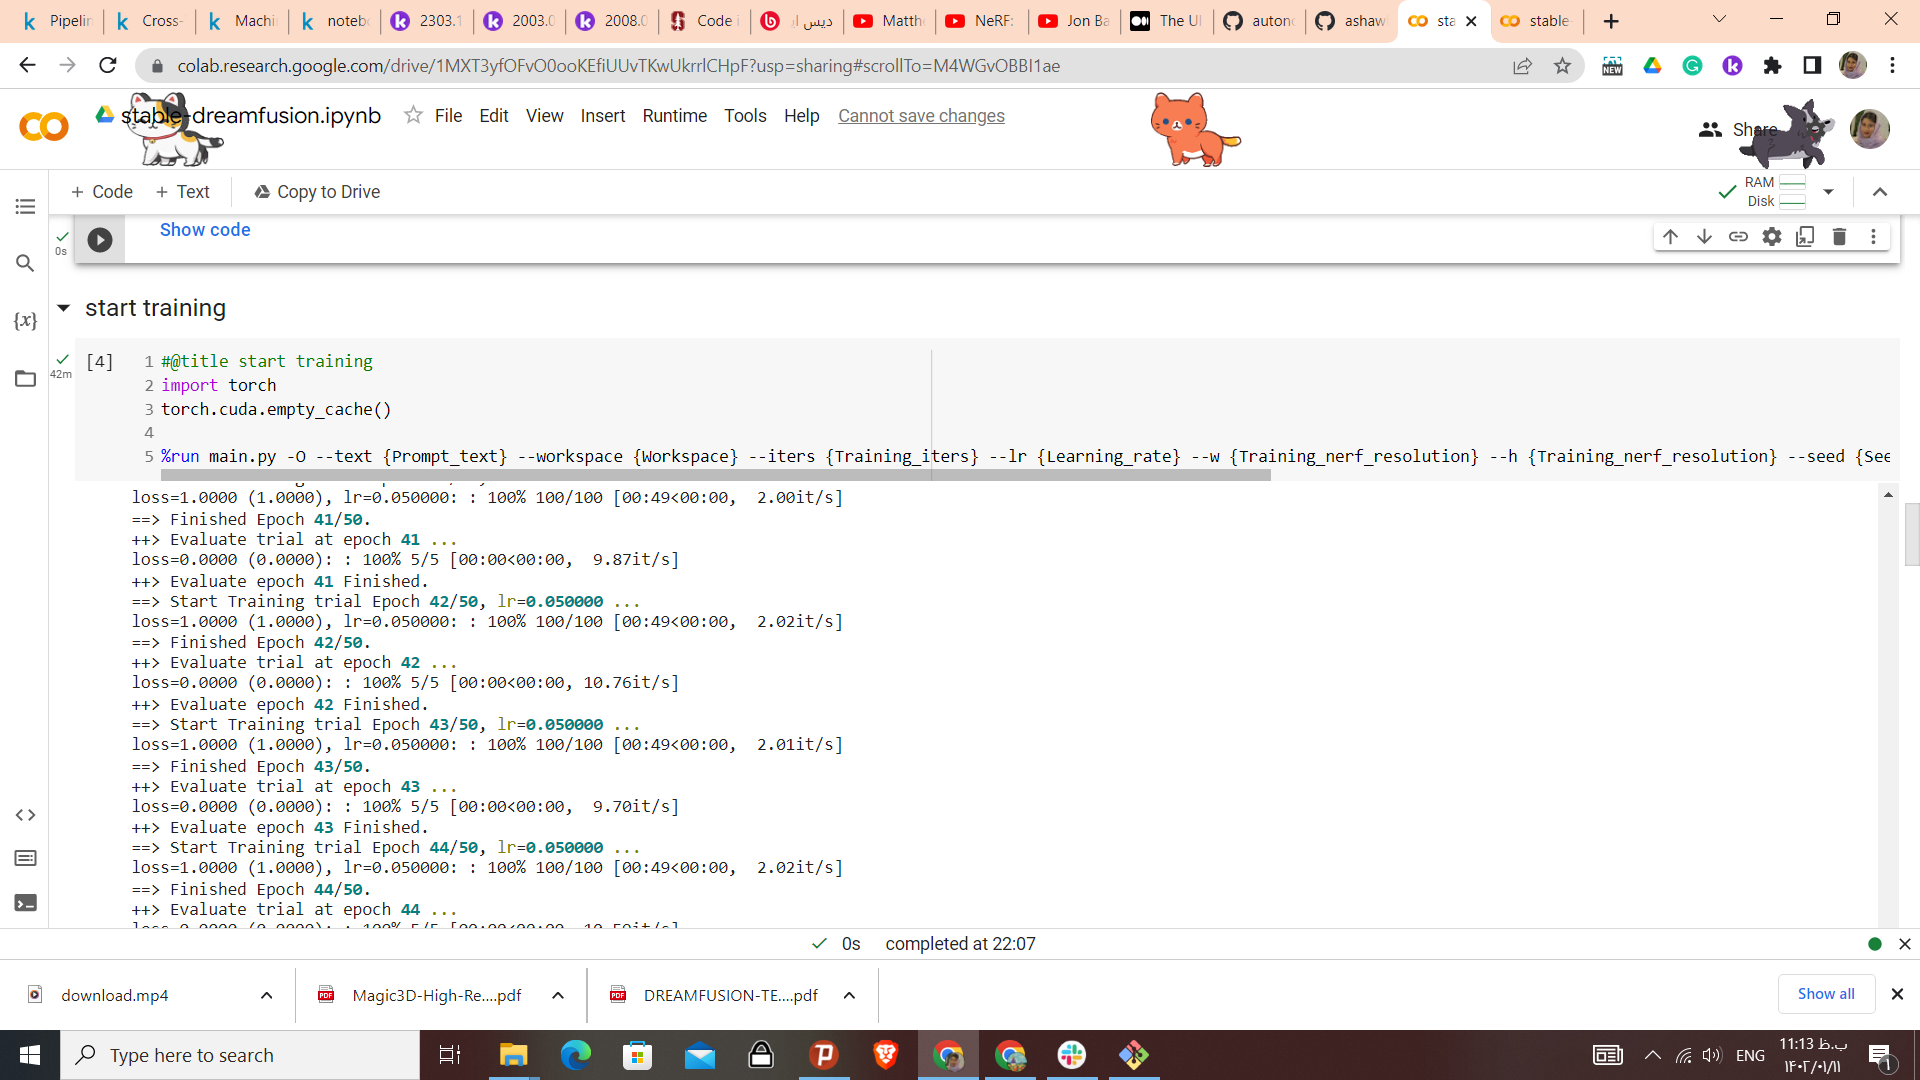 Pipelin
Cross-
Machi
noteb
2303.1
2003.0
2008.0
Code i
دیس ای
Matth
NeRF:
Jon Ba
The Ul
auton
ashaw
sta
stable-
colab.research.google.com/drive/1MXT3yfOFvO0ooKEfiUUvTKwUkrrlCHpF?usp=sharing#scrollTo=M4WGvOBBI1ae
NEW
stable-dreamfusion.ipynb
File Edit View Insert Runtime Tools Help Cannot save changes
Share
+ Code + Text Copy to Drive
RAM
Disk
0s
Show code
start training
42m
[4]
1 #@title start training
2 import torch
3 torch.cuda.empty_cache()
4
5 %run main.py -O --text {Prompt_text} --workspace {Workspace} --iters {Training_iters} --lr {Learning_rate} --w {Training_nerf_resolution} --h {Training_nerf_resolution} --seed {See
loss=1.0000 (1.0000), lr=0.050000: : 100% 100/100 [00:49<00:00, 2.00it/s]
==> Finished Epoch 41/50.
++> Evaluate trial at epoch 41 ...
loss=0.0000 (0.0000): : 100% 5/5 [00:00<00:00, 9.87it/s]
++> Evaluate epoch 41 Finished.
==> Start Training trial Epoch 42/50, lr=0.050000 ...
loss=1.0000 (1.0000), lr=0.050000: : 100% 100/100 [00:49<00:00, 2.02it/s]
==> Finished Epoch 42/50.
++> Evaluate trial at epoch 42 ...
loss=0.0000 (0.0000): : 100% 5/5 [00:00<00:00, 10.76it/s]
++> Evaluate epoch 42 Finished.
==> Start Training trial Epoch 43/50, lr=0.050000 ...
loss=1.0000 (1.0000), lr=0.050000: : 100% 100/100 [00:49<00:00, 2.01it/s]
==> Finished Epoch 43/50.
++> Evaluate trial at epoch 43 ...
loss=0.0000 (0.0000): : 100% 5/5 [00:00<00:00, 9.70it/s]
++> Evaluate epoch 43 Finished.
==> Start Training trial Epoch 44/50, lr=0.050000 ...
loss=1.0000 (1.0000), lr=0.050000: : 100% 100/100 [00:49<00:00, 2.02it/s]
==> Finished Epoch 44/50.
++> Evaluate trial at epoch 44 ...
0s completed at 22:07
download.mp4
Magic3D-High-Re....pdf
DREAMFUSION-TE....pdf
Show all
Type here to search
ENG
11:13 ب.ظ
۱۴۰۲/۰۱/۱۱
۱